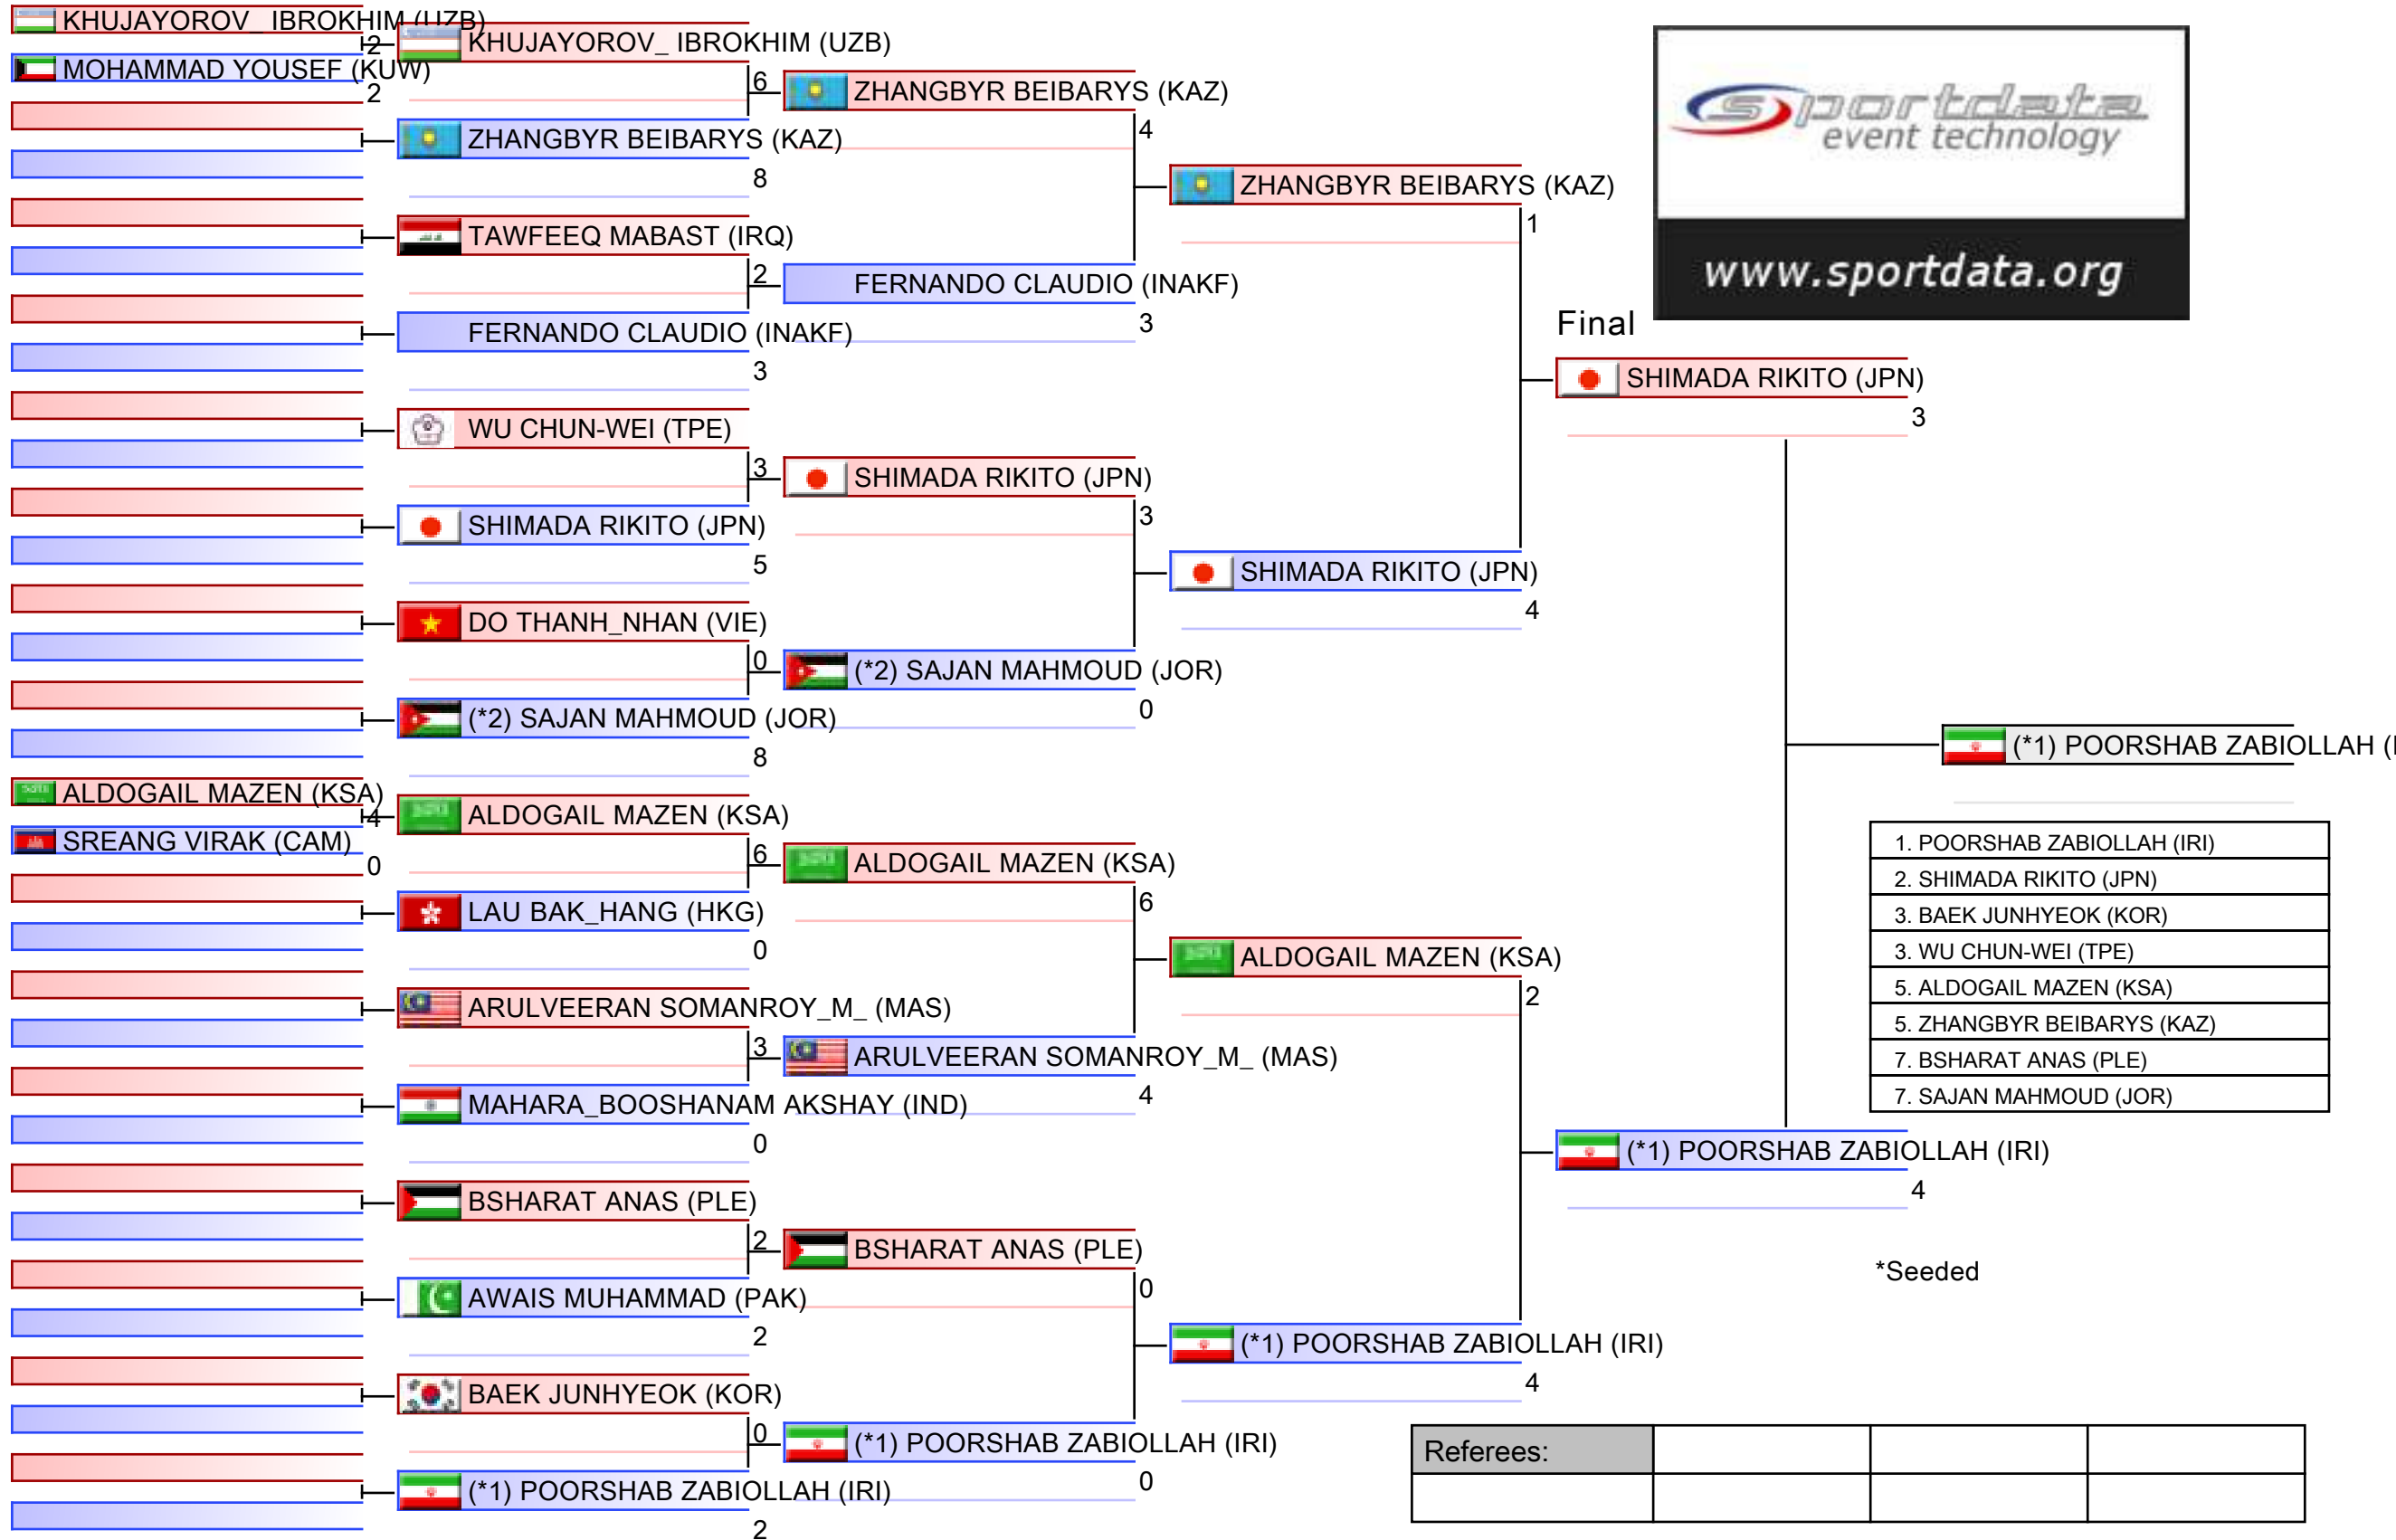 KHUJAYOROV_ IBROKHIM (UZB)
2
MOHAMMAD YOUSEF (KUW)
2
ALDOGAIL MAZEN (KSA)
4
SREANG VIRAK (CAM)
0
KHUJAYOROV_ IBROKHIM (UZB)
6
ZHANGBYR BEIBARYS (KAZ)
8
TAWFEEQ MABAST (IRQ)
2
FERNANDO CLAUDIO (INAKF)
3
WU CHUN-WEI (TPE)
3
SHIMADA RIKITO (JPN)
5
DO THANH_NHAN (VIE)
0
(*2) SAJAN MAHMOUD (JOR)
8
ALDOGAIL MAZEN (KSA)
6
LAU BAK_HANG (HKG)
0
ARULVEERAN SOMANROY_M_ (MAS)
3
MAHARA_BOOSHANAM AKSHAY (IND)
0
BSHARAT ANAS (PLE)
2
AWAIS MUHAMMAD (PAK)
2
BAEK JUNHYEOK (KOR)
0
(*1) POORSHAB ZABIOLLAH (IRI)
2
ZHANGBYR BEIBARYS (KAZ)
4
FERNANDO CLAUDIO (INAKF)
3
SHIMADA RIKITO (JPN)
3
(*2) SAJAN MAHMOUD (JOR)
0
ALDOGAIL MAZEN (KSA)
6
ARULVEERAN SOMANROY_M_ (MAS)
4
BSHARAT ANAS (PLE)
0
(*1) POORSHAB ZABIOLLAH (IRI)
0
ZHANGBYR BEIBARYS (KAZ)
1
SHIMADA RIKITO (JPN)
4
ALDOGAIL MAZEN (KSA)
2
(*1) POORSHAB ZABIOLLAH (IRI)
4
Final
SHIMADA RIKITO (JPN)
3
(*1) POORSHAB ZABIOLLAH (IRI)
4
sportdata
event technology
www.sportdata.org
(*1) POORSHAB ZABIOLLAH (
1. POORSHAB ZABIOLLAH (IRI)
2. SHIMADA RIKITO (JPN)
3. BAEK JUNHYEOK (KOR)
3. WU CHUN-WEI (TPE)
5. ALDOGAIL MAZEN (KSA)
5. ZHANGBYR BEIBARYS (KAZ)
7. BSHARAT ANAS (PLE)
7. SAJAN MAHMOUD (JOR)
*Seeded
Referees: